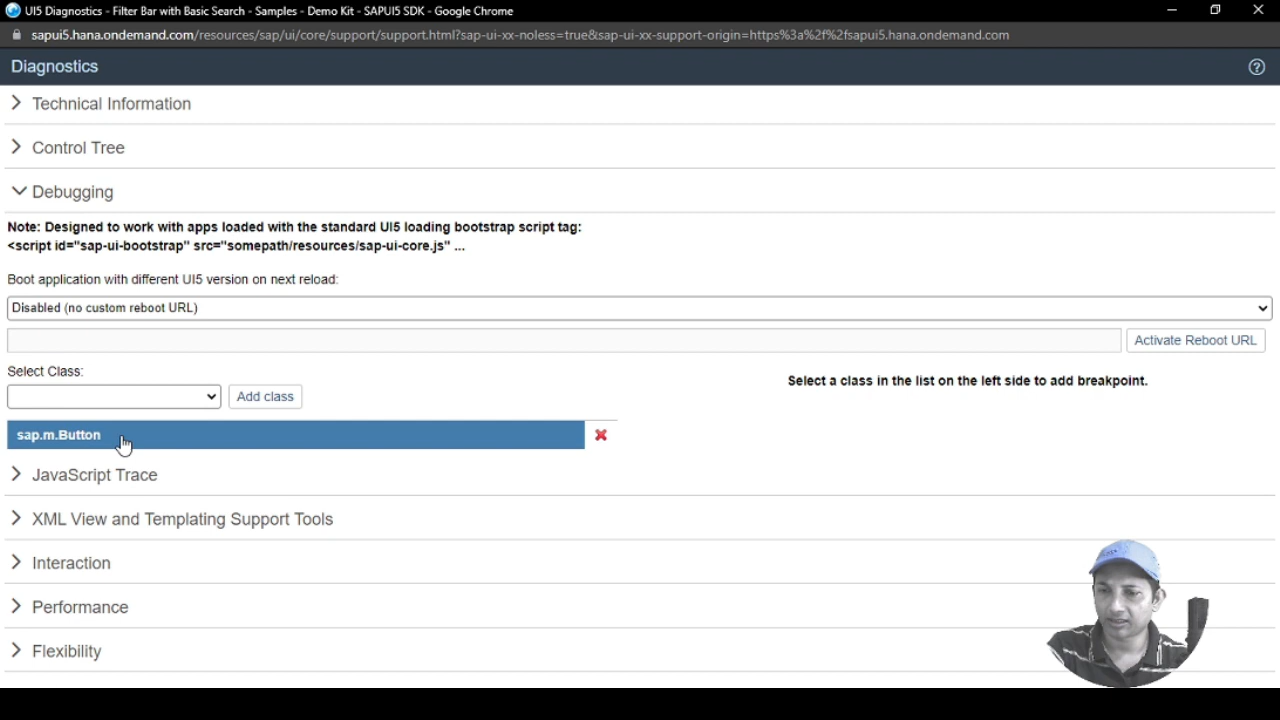 UI5 Diagnostics - Filter Bar with Basic Search - Samples - Demo Kit - SAPUI5 SDK - Google Chrome
sapui5.hana.ondemand.com/resources/sap/ui/core/support/support.html?sap-ui-xx-noless=true&sap-ui-xx-support-origin=https%3a%2f%2fsapui5.hana.ondemand.com
Diagnostics
Technical Information
Control Tree
Debugging
Note: Designed to work with apps loaded with the standard UI5 loading bootstrap script tag:
<script id="sap-ui-bootstrap" src="somepath/resources/sap-ui-core.js" ...
Boot application with different UI5 version on next reload:
Disabled (no custom reboot URL)
Activate Reboot URL
Select Class:
Add class
Select a class in the list on the left side to add breakpoint.
sap.m.Button
JavaScript Trace
XML View and Templating Support Tools
Interaction
Performance
Flexibility